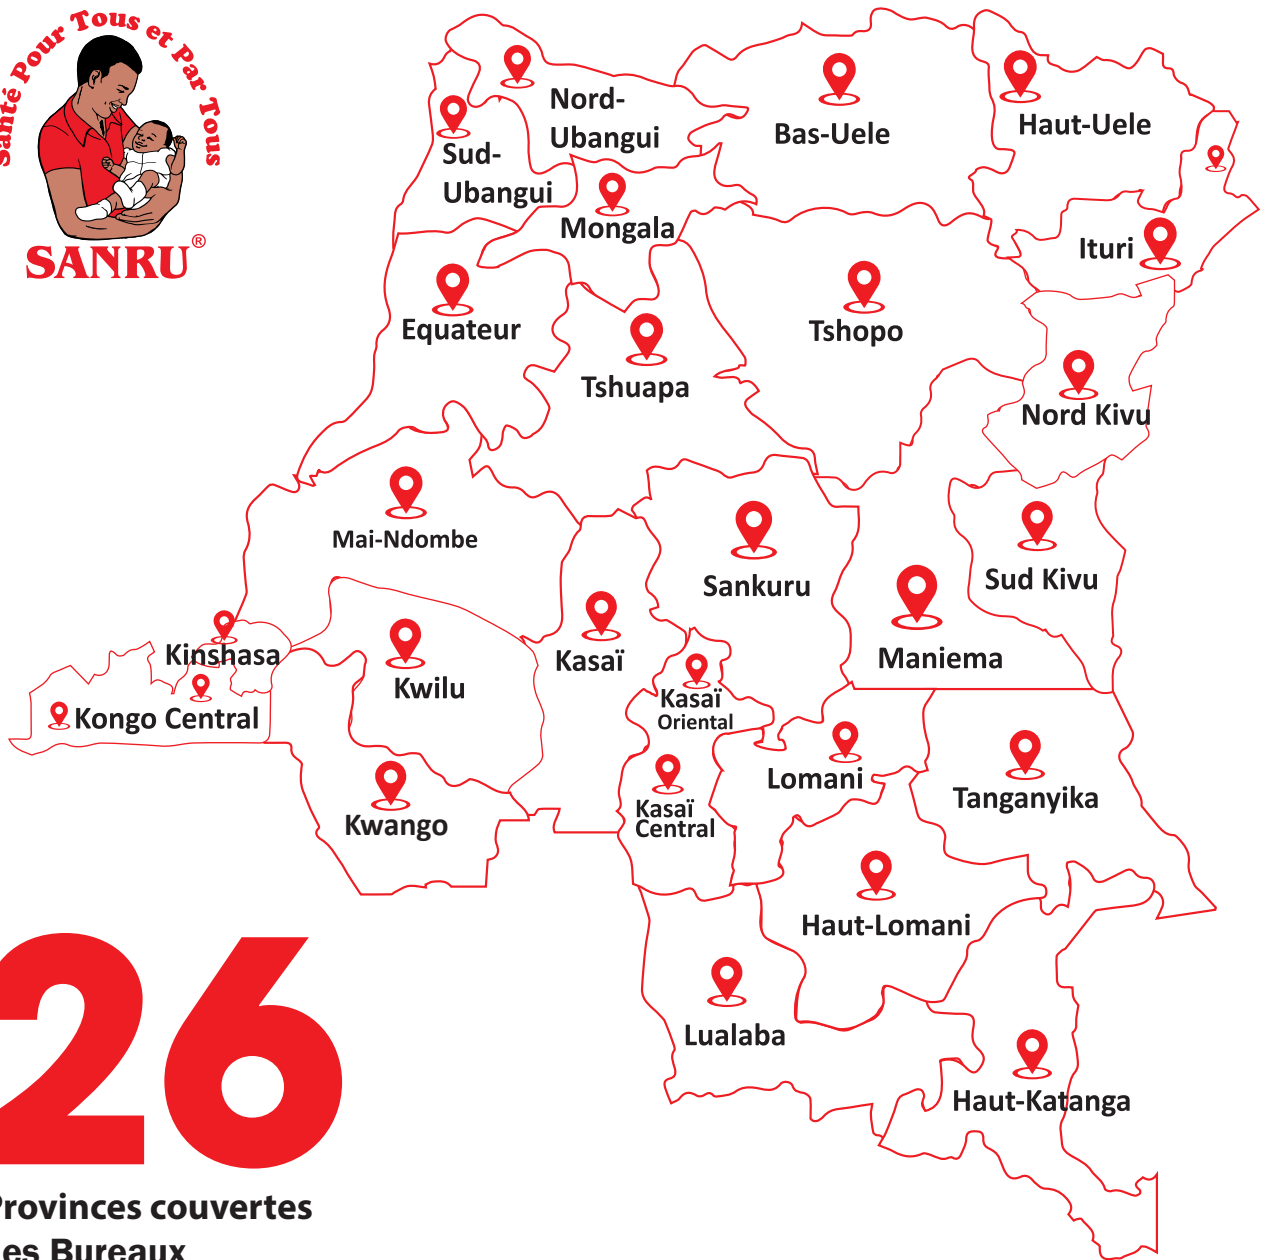 Santé Pour Tous et Par Tous
SANRU®
Nord-
Ubangui
Bas-Uele
Haut-Uele
Sud-
Ubangui
Mongala
Ituri
Equateur
Tshopo
Tshuapa
Nord Kivu
Mai-Ndombe
Sankuru
Sud Kivu
Kinshasa
Kasaï
Maniema
Kwilu
Kasaï
Oriental
Kongo Central
Lomani
Tanganyika
Kasaï
Central
Kwango
Haut-Lomani
Lualaba
Haut-Katanga
26
Provinces couvertes
es Bureaux